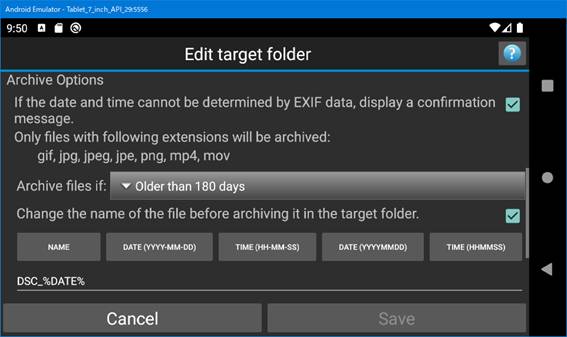 Android Emulator - Tablet_7_inch_API_29:5556
9:50
Edit target folder
?
Archive Options
If the date and time cannot be determined by EXIF data, display a confirmation
message.
Only files with following extensions will be archived:
gif, jpg, jpeg, jpe, png, mp4, mov
Archive files if: Older than 180 days
Change the name of the file before archiving it in the target folder.
NAME DATE (YYYY-MM-DD) TIME (HH-MM-SS) DATE (YYYYMMDD) TIME (HHMMSS)
DSC_%DATE%
Cancel Save